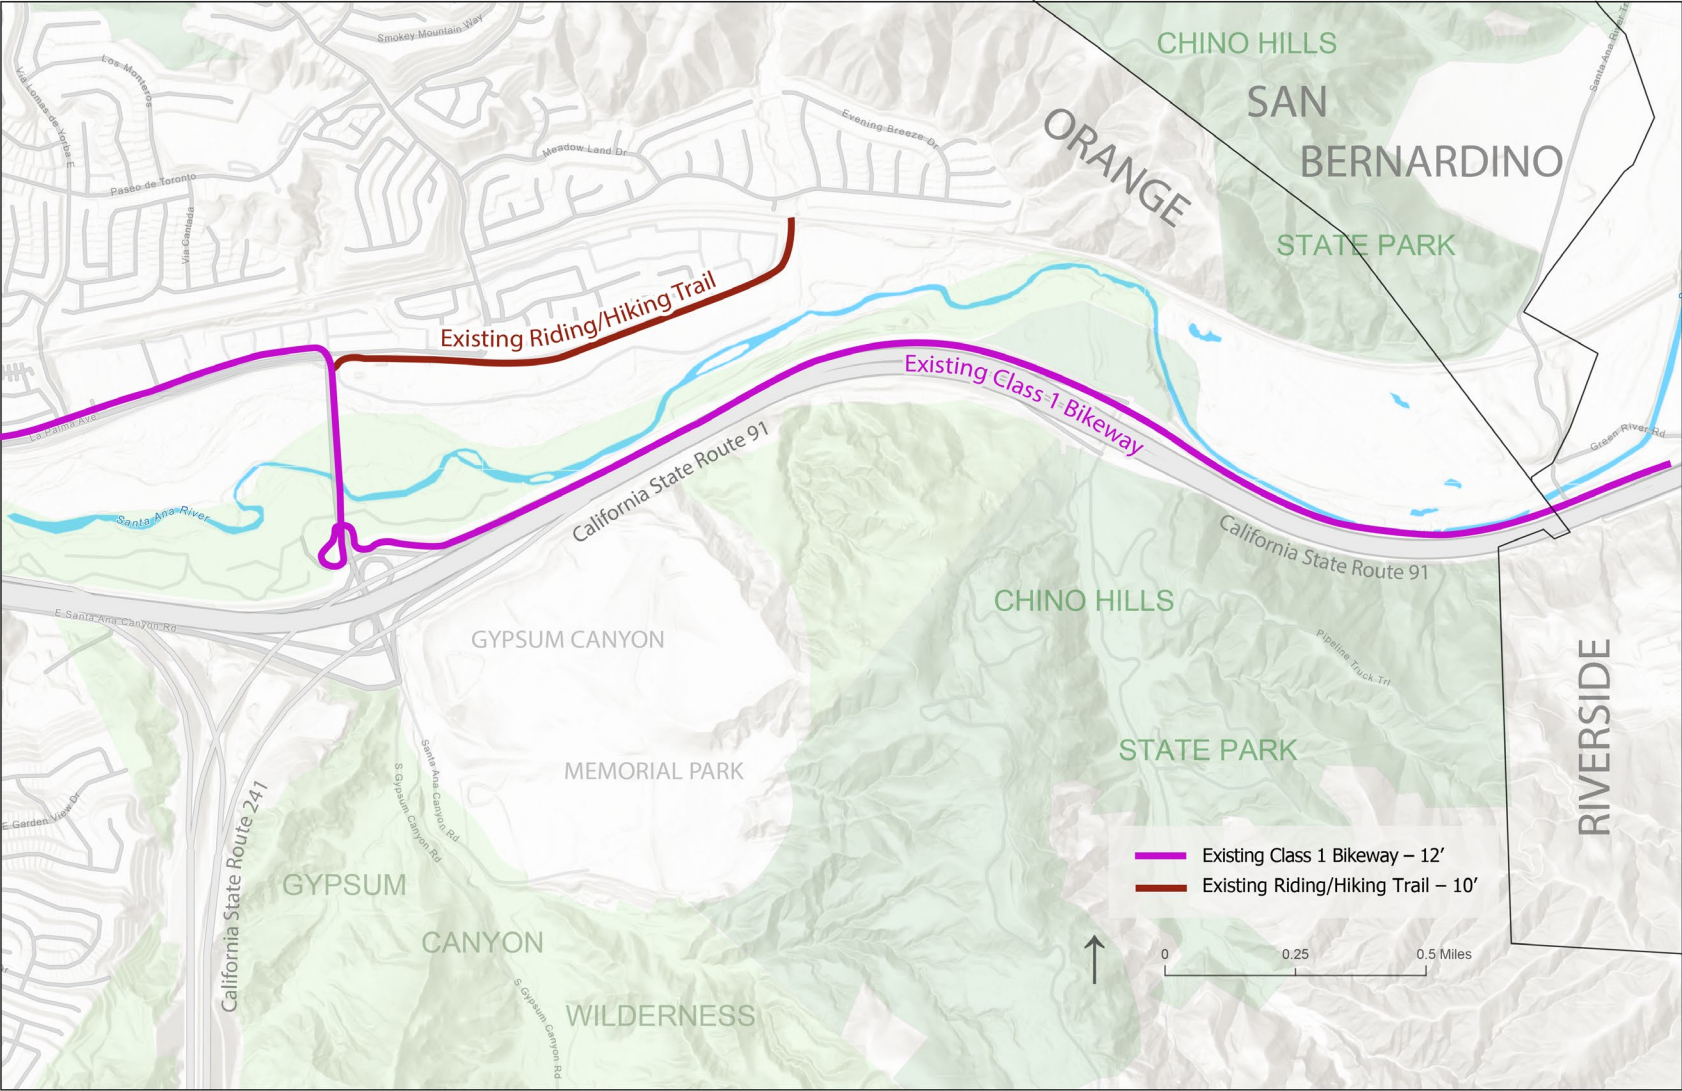 Smokey Mountain Way
CHINO HILLS
Santa Ana River Tr
Los Monteros
Via Lomas de Yorba E
SAN
Evening Breeze Dr
ORANGE
Meadow Land Dr
BERNARDINO
Paseo de Toronto
Via Cantada
STATE PARK
Existing Riding/Hiking Trail
Existing Class 1 Bikeway
La Palma Ave
California State Route 91
Green River Rd
Santa Ana River
California State Route 91
CHINO HILLS
E Santa Ana Canyon Rd
GYPSUM CANYON
Pipeline Truck Trl
RIVERSIDE
STATE PARK
MEMORIAL PARK
Santa Ana Canyon Rd
S Gypsum Canyon Rd
E Garden View Dr
California State Route 241
Existing Class 1 Bikeway – 12’
Existing Riding/Hiking Trail – 10’
GYPSUM
CANYON
0 0.25 0.5 Miles
S Gypsum Canyon Rd
WILDERNESS